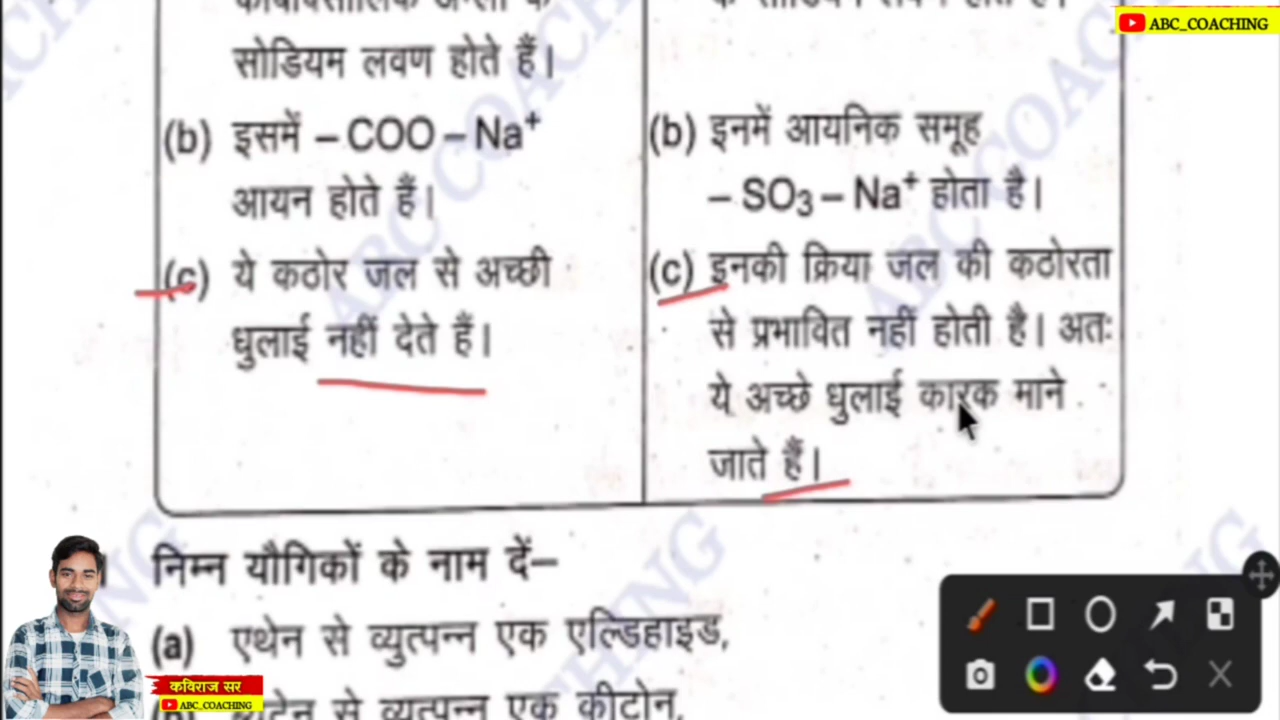 ABC_COACHING
सोडियम लवण होते हैं।
(b) इसमें – COO – Na⁺
आयन होते हैं।
(c) ये कठोर जल से अच्छी
धुलाई नहीं देते हैं।
(b) इनमें आयनिक समूह
– SO₃ – Na⁺ होता है।
(c) इनकी क्रिया जल की कठोरता
से प्रभावित नहीं होती है। अतः
ये अच्छे धुलाई कारक माने
जाते हैं।
निम्न यौगिकों के नाम दें–
(a) एथेन से व्युत्पन्न एक एल्डिहाइड,
से व्युत्पन्न एक कीटोन,
कविराज सर
ABC_COACHING